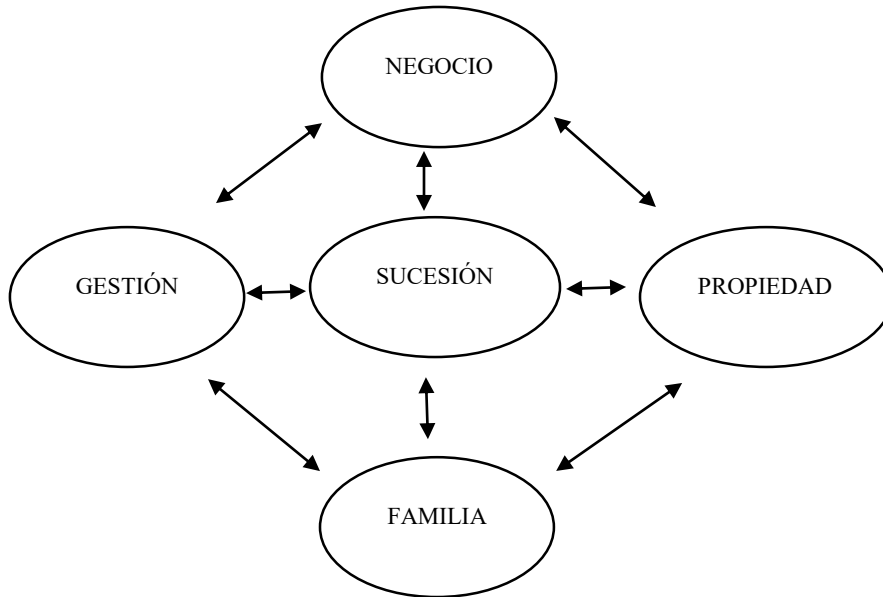 NEGOCIO
GESTIÓN
SUCESIÓN
PROPIEDAD
FAMILIA